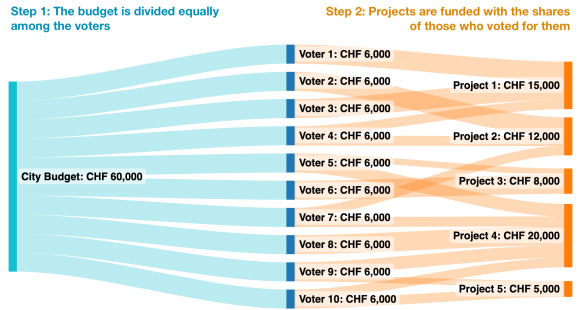 Step 1: The budget is divided equally
among the voters
Step 2: Projects are funded with the shares
of those who voted for them
City Budget: CHF 60,000
Voter 1: CHF 6,000
Voter 2: CHF 6,000
Voter 3: CHF 6,000
Voter 4: CHF 6,000
Voter 5: CHF 6,000
Voter 6: CHF 6,000
Voter 7: CHF 6,000
Voter 8: CHF 6,000
Voter 9: CHF 6,000
Voter 10: CHF 6,000
Project 1: CHF 15,000
Project 2: CHF 12,000
Project 3: CHF 8,000
Project 4: CHF 20,000
Project 5: CHF 5,000